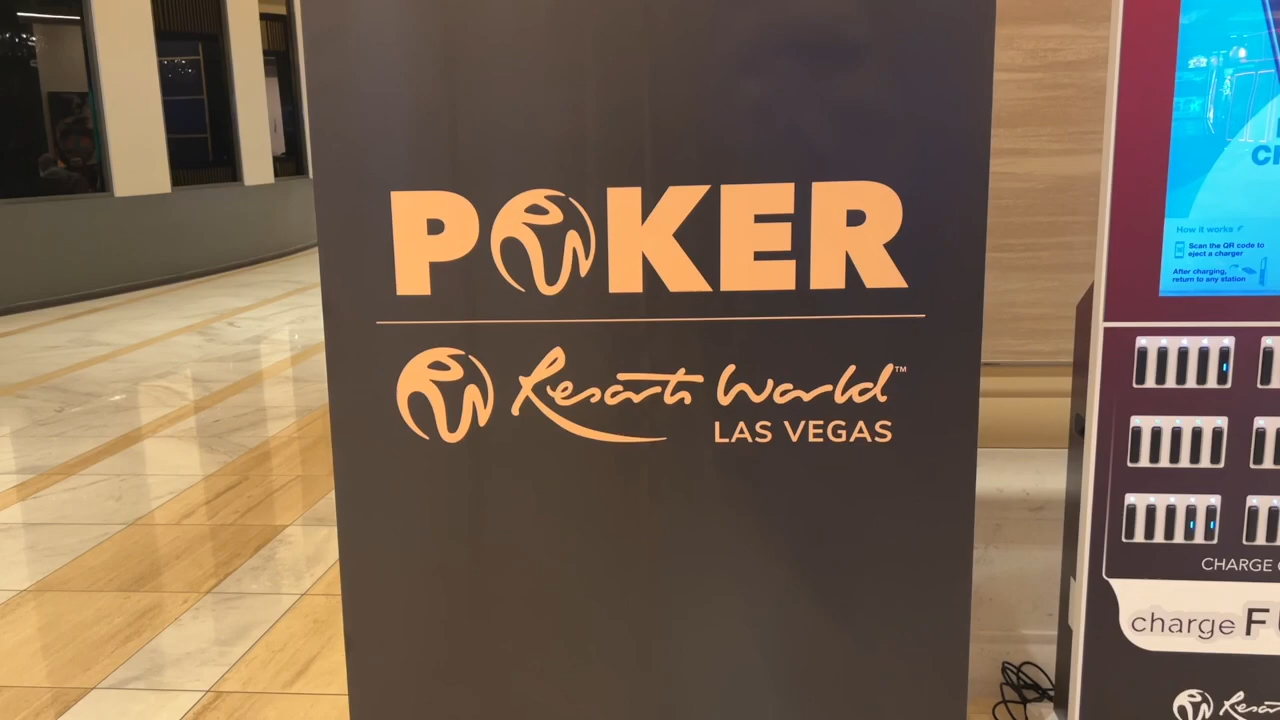 POKER
Resorts World™
LAS VEGAS
How it works
Scan the QR code to
eject a charger
After charging,
return to any station
CHARGE
charge